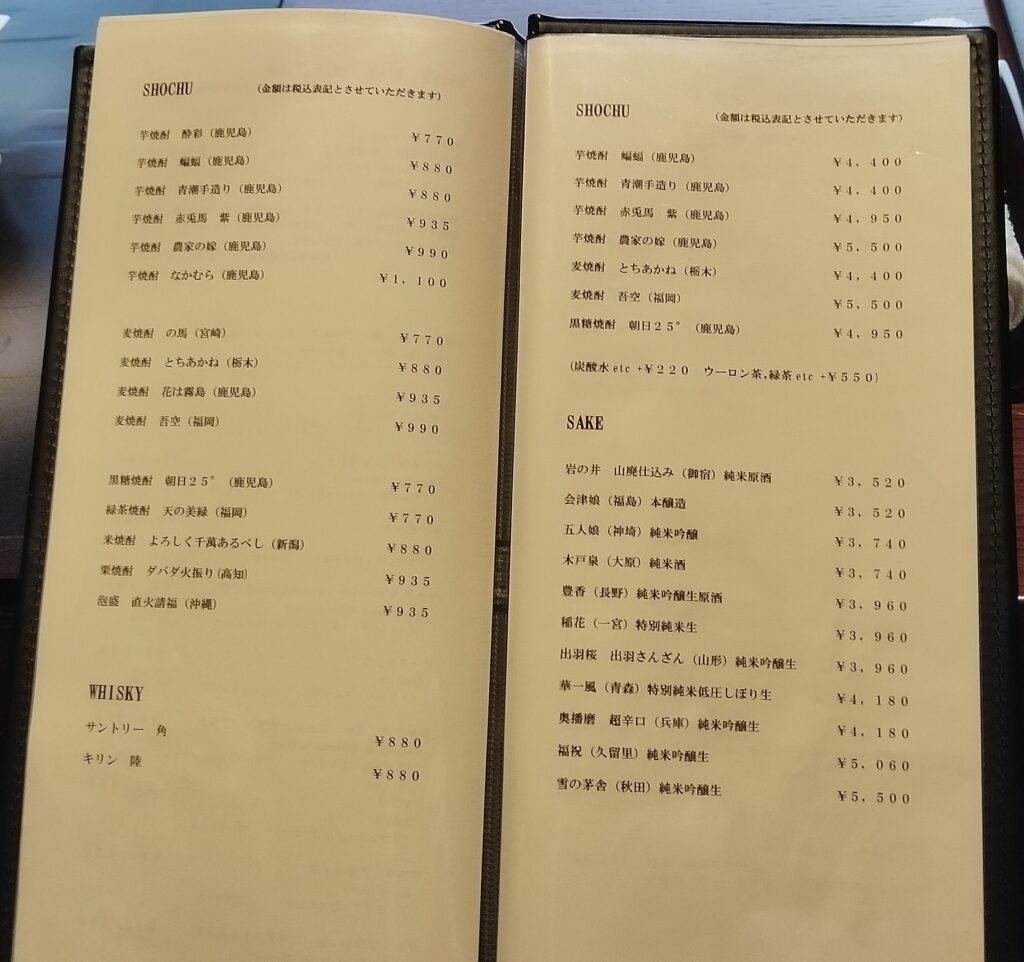 SHOCHU （金額は税込表記とさせていただきます）
芋焼酎　酔彩（鹿児島） ￥７７０
芋焼酎　蝙蝠（鹿児島） ￥８８０
芋焼酎　青潮手造り（鹿児島） ￥８８０
芋焼酎　赤兎馬　紫（鹿児島） ￥９３５
芋焼酎　農家の嫁（鹿児島） ￥９９０
芋焼酎　なかむら（鹿児島） ￥１，１００
麦焼酎　の馬（宮崎） ￥７７０
麦焼酎　とちあかね（栃木） ￥８８０
麦焼酎　花は霧島（鹿児島） ￥９３５
麦焼酎　吾空（福岡） ￥９９０
黒糖焼酎　朝日２５°（鹿児島） ￥７７０
緑茶焼酎　天の美緑（福岡） ￥７７０
米焼酎　よろしく千萬あるべし（新潟） ￥８８０
栗焼酎　ダバダ火振り(高知) ￥９３５
泡盛　直火請福（沖縄） ￥９３５
WHISKY
サントリー　角 ￥８８０
キリン　陸 ￥８８０
SHOCHU （金額は税込表記とさせていただきます）
芋焼酎　蝙蝠（鹿児島） ￥４，４００
芋焼酎　青潮手造り（鹿児島） ￥４，４００
芋焼酎　赤兎馬　紫（鹿児島） ￥４，９５０
芋焼酎　農家の嫁（鹿児島） ￥５，５００
麦焼酎　とちあかね（栃木） ￥４，４００
麦焼酎　吾空（福岡） ￥５，５００
黒糖焼酎　朝日２５°（鹿児島） ￥４，９５０
（炭酸水 etc +￥２２０　ウーロン茶,緑茶 etc +￥５５０）
SAKE
岩の井　山廃仕込み（御宿）純米原酒 ￥３，５２０
会津娘（福島）本醸造 ￥３，５２０
五人娘（神埼）純米吟醸 ￥３，７４０
木戸泉（大原）純米酒 ￥３，７４０
豊香（長野）純米吟醸生原酒 ￥３，９６０
稲花（一宮）特別純米生 ￥３，９６０
出羽桜　出羽さんざん（山形）純米吟醸生 ￥３，９６０
華一風（青森）特別純米低圧しぼり生 ￥４，１８０
奥播磨　超辛口（兵庫）純米吟醸生 ￥４，１８０
福祝（久留里）純米吟醸生 ￥５，０６０
雪の茅舎（秋田）純米吟醸生 ￥５，５００